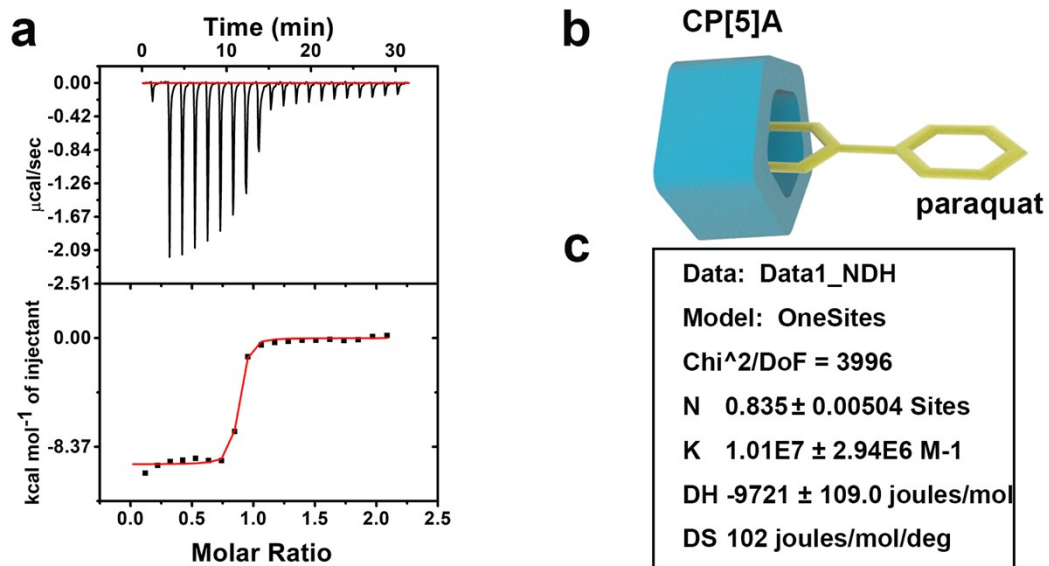 a
Time (min)
0 10 20 30
0.00
-0.42
-0.84
-1.26
-1.67
-2.09
-2.51
µcal/sec
0.00
-8.37
kcal mol⁻¹ of injectant
0.0 0.5 1.0 1.5 2.0 2.5
Molar Ratio
b
CP[5]A
paraquat
c
Data: Data1_NDH
Model: OneSites
Chi^2/DoF = 3996
N 0.835± 0.00504 Sites
K 1.01E7 ± 2.94E6 M-1
DH -9721 ± 109.0 joules/mol
DS 102 joules/mol/deg